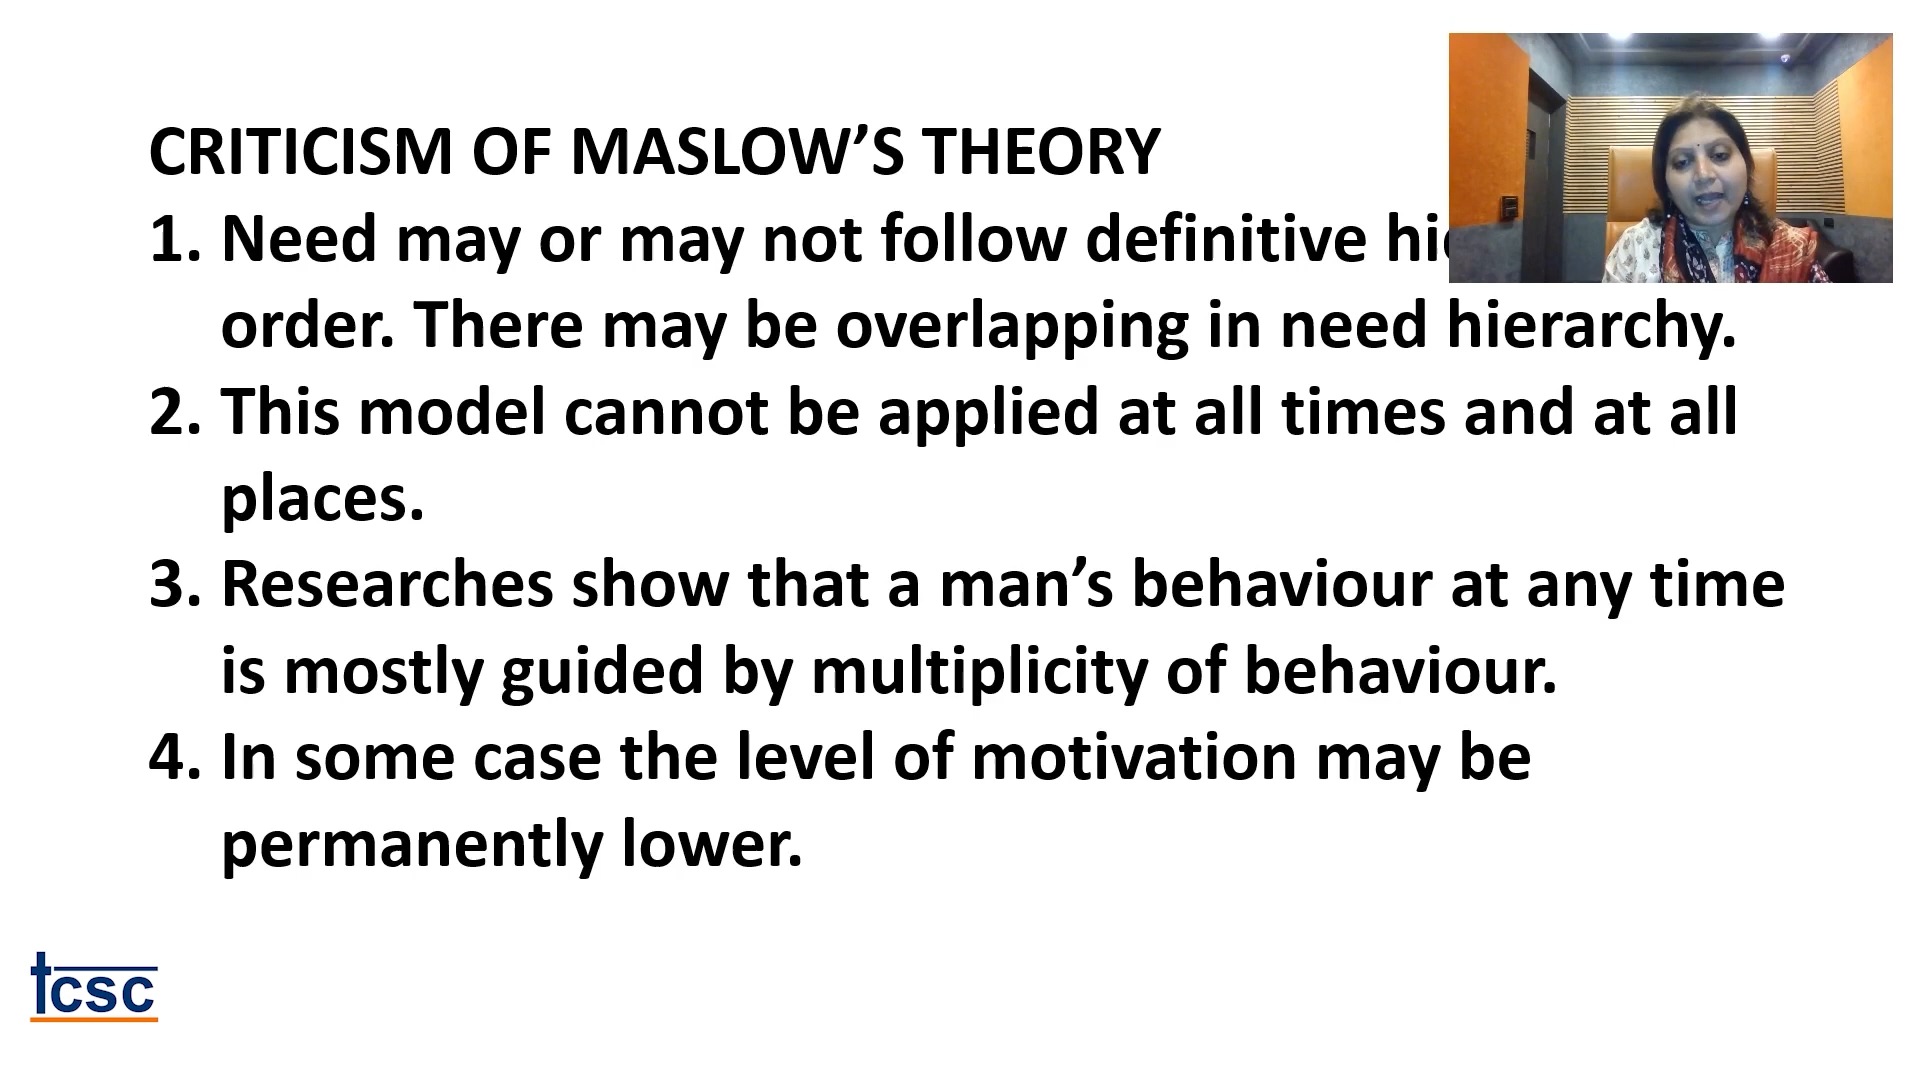 CRITICISM OF MASLOW’S THEORY
1. Need may or may not follow definitive
order. There may be overlapping in need hierarchy.
2. This model cannot be applied at all times and at all
places.
3. Researches show that a man’s behaviour at any time
is mostly guided by multiplicity of behaviour.
4. In some case the level of motivation may be
permanently lower.
tcsc